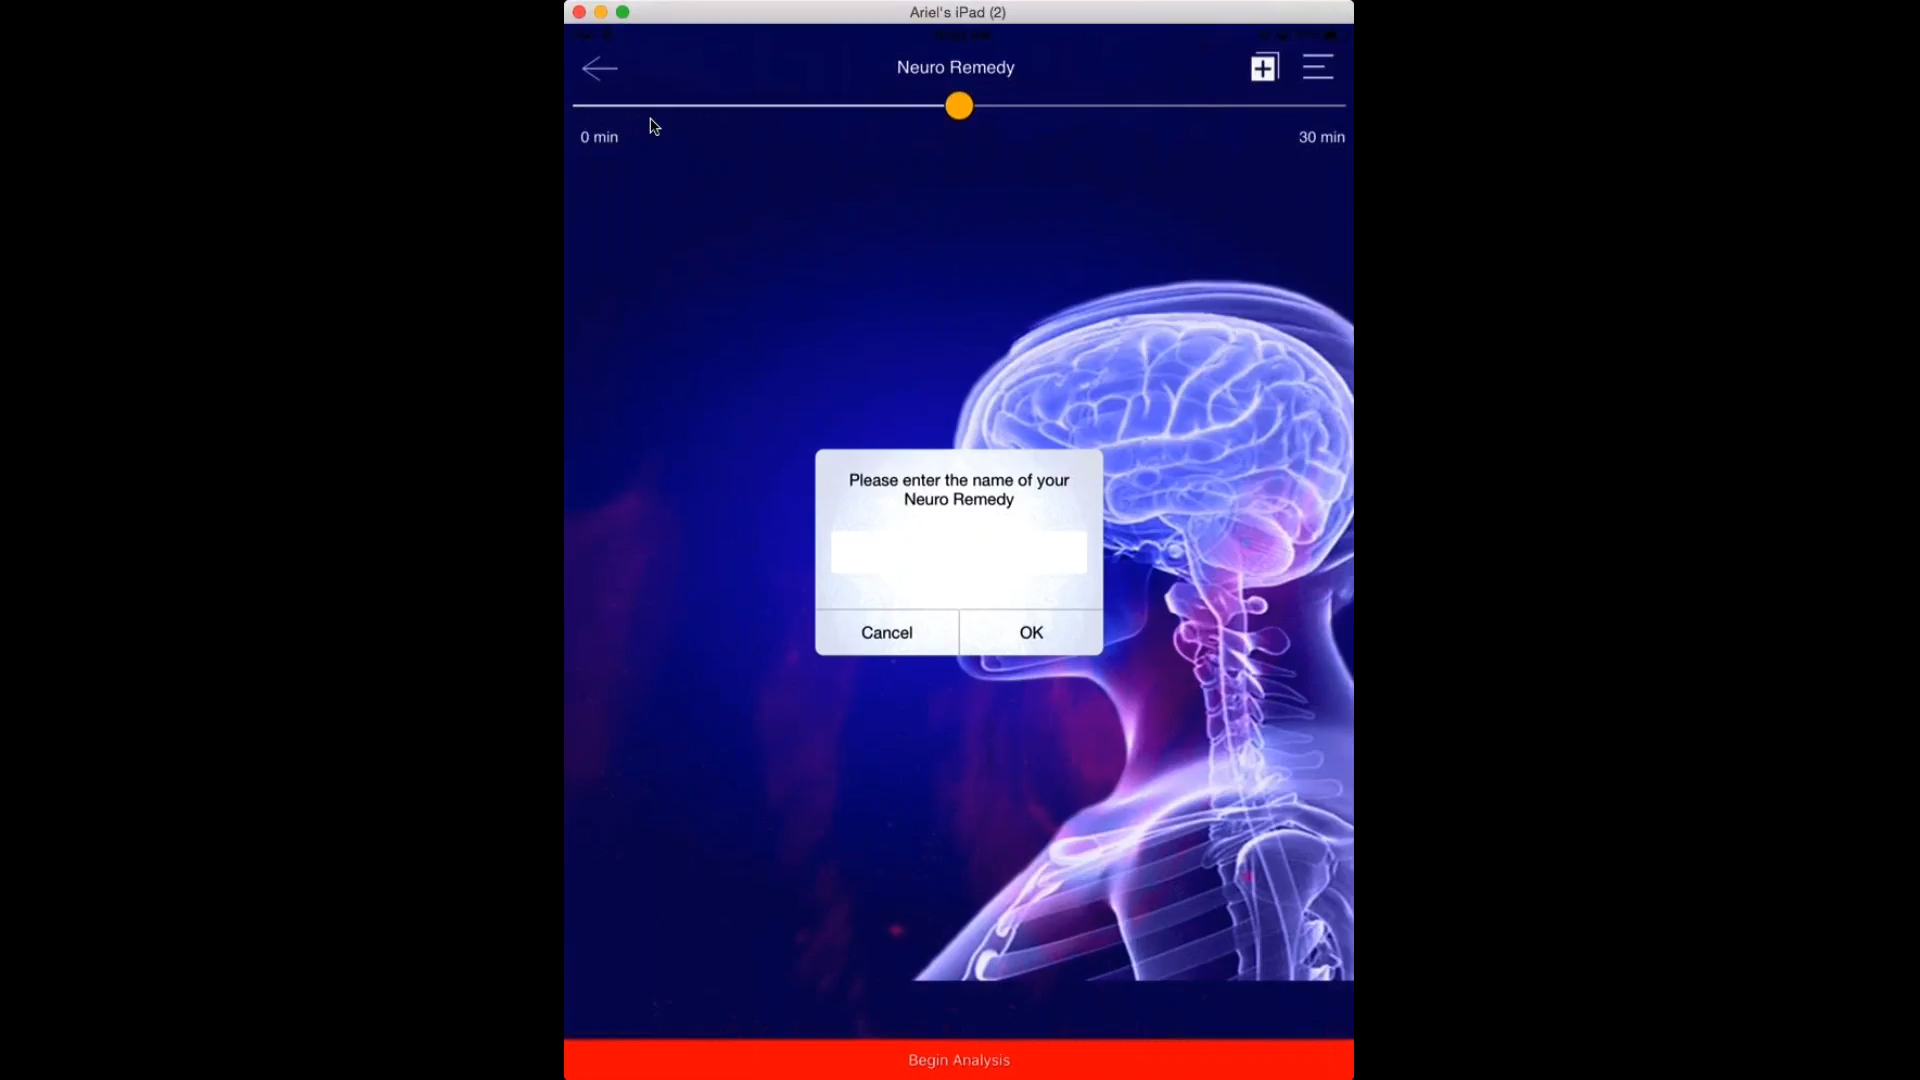 Ariel's iPad (2)
Neuro Remedy
0 min
30 min
Please enter the name of your
Neuro Remedy
Cancel
OK
Begin Analysis